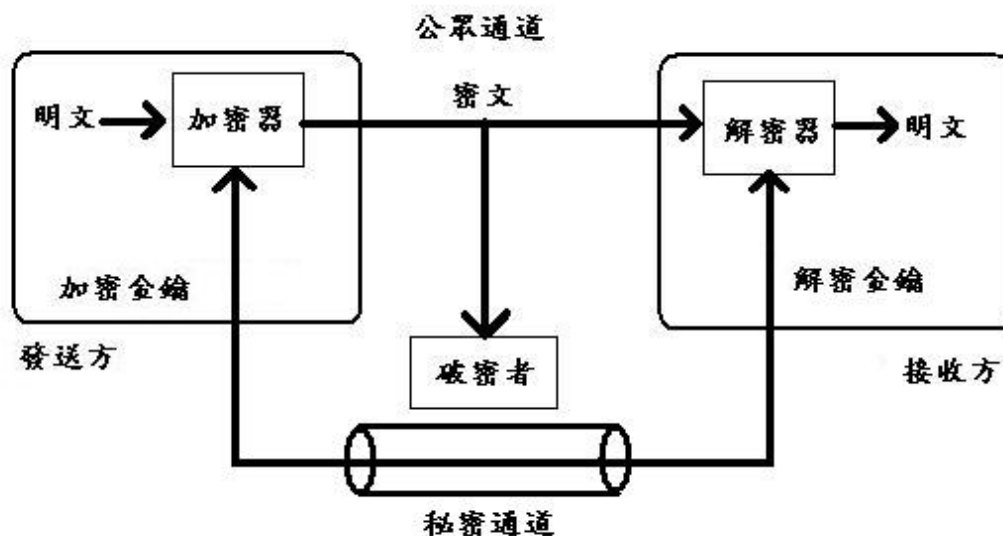 公眾通道
明文
加密器
密文
解密器
明文
加密金鑰
解密金鑰
發送方
破密者
接收方
秘密通道